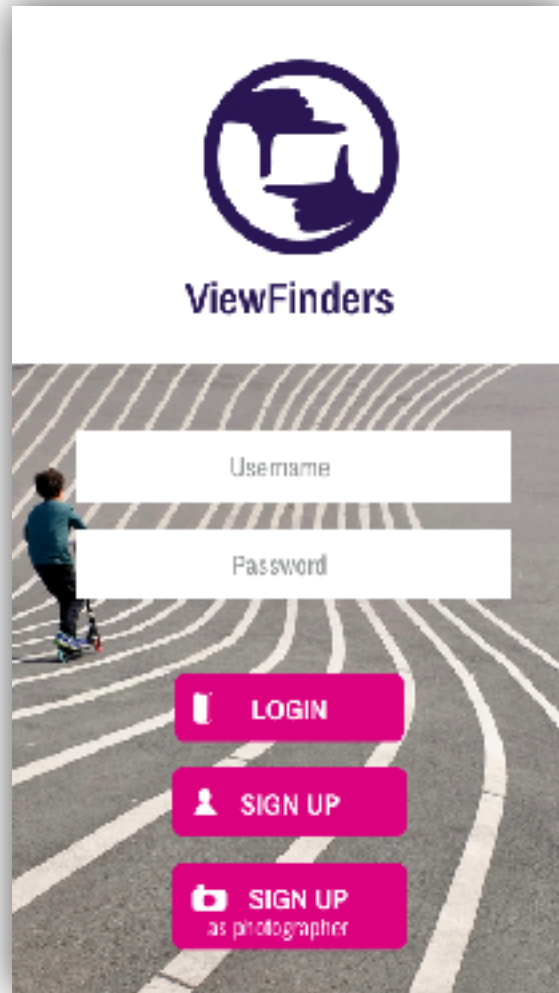 ViewFinders
Username
Password
LOGIN
SIGN UP
SIGN UP
as photographer